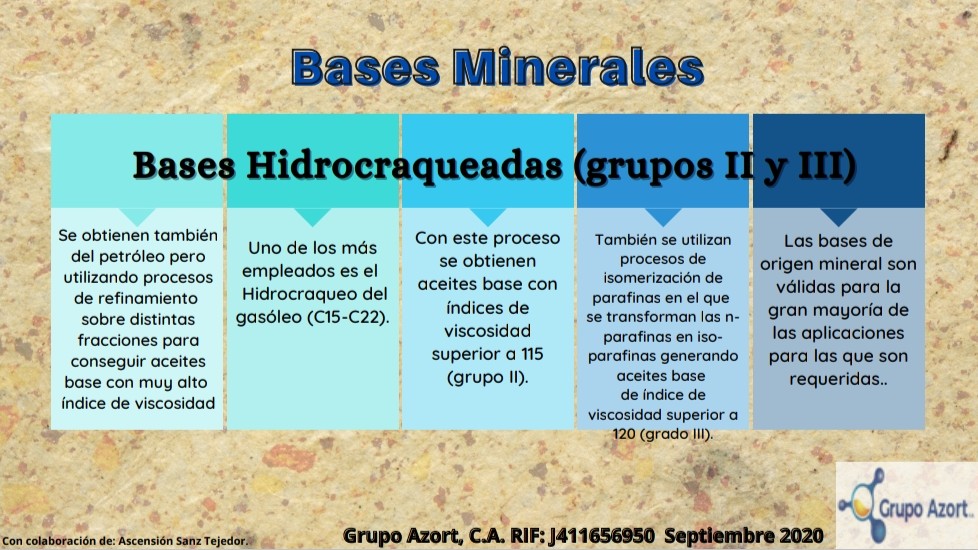 Bases Minerales
Bases Hidrocraqueadas (grupos II y III)
Se obtienen también
del petróleo pero
utilizando procesos
de refinamiento
sobre distintas
fracciones para
conseguir aceites
base con muy alto
índice de viscosidad
Uno de los más
empleados es el
Hidrocraqueo del
gasóleo (C15-C22).
Con este proceso
se obtienen
aceites base con
índices de
viscosidad
superior a 115
(grupo II).
También se utilizan
procesos de
isomerización de
parafinas en el que
se transforman las n-
parafinas en iso-
parafinas generando
aceites base
de índice de
viscosidad superior a
120 (grado III).
Las bases de
origen mineral son
válidas para la
gran mayoría de
las aplicaciones
para las que son
requeridas..
Grupo Azort.
Con colaboración de: Ascensión Sanz Tejedor.
Grupo Azort, C.A. RIF: J411656950 Septiembre 2020